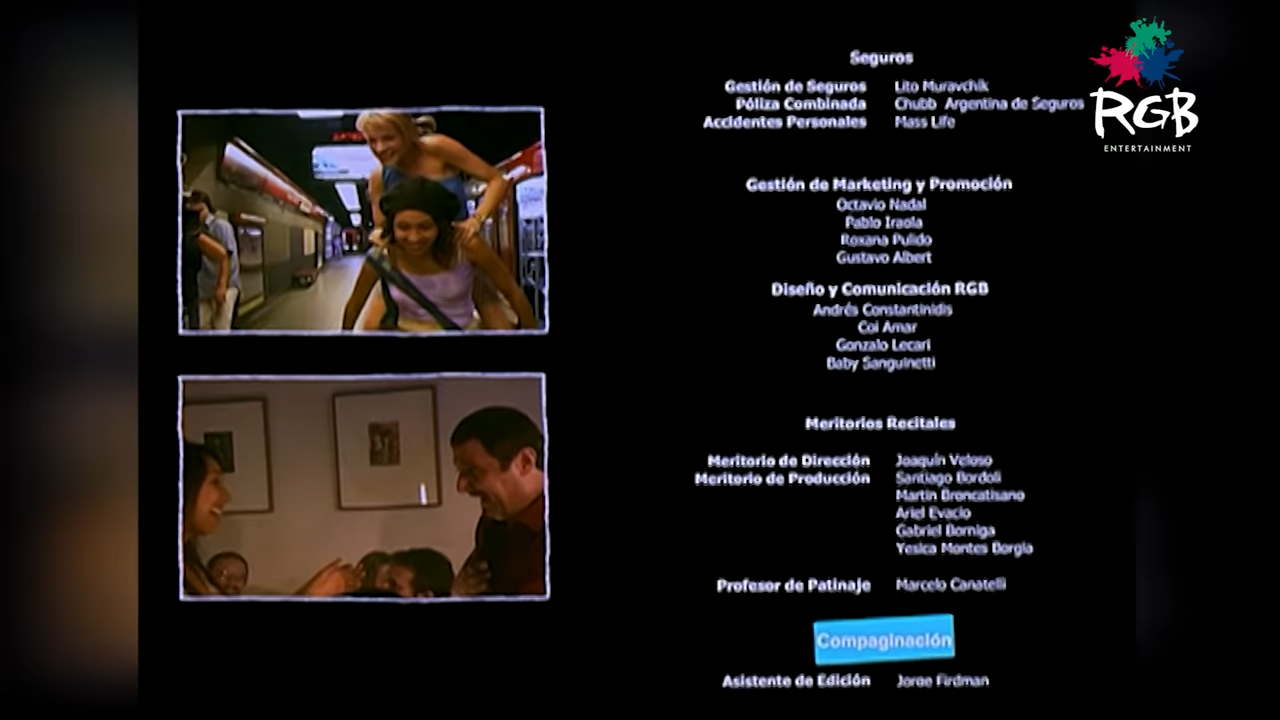 Seguros
Gestión de Seguros Lito Muravchik
Póliza Combinada Chubb Argentina de Seguros
Accidentes Personales Mass Life
RGB
ENTERTAINMENT
Gestión de Marketing y Promoción
Octavio Nadal
Pablo Iraola
Roxana Pulido
Gustavo Albert
Diseño y Comunicación RGB
Andrés Constantinidis
Coi Amar
Gonzalo Lecari
Baby Sanguinetti
Meritorios Recitales
Meritorio de Dirección Joaquín Veloso
Meritorio de Producción Santiago Bordoli
Martin Broncatisano
Ariel Evacio
Gabriel Borniga
Yesica Montes Borgia
Profesor de Patinaje Marcelo Canatelli
Compaginación
Asistente de Edición Jorge Firdman